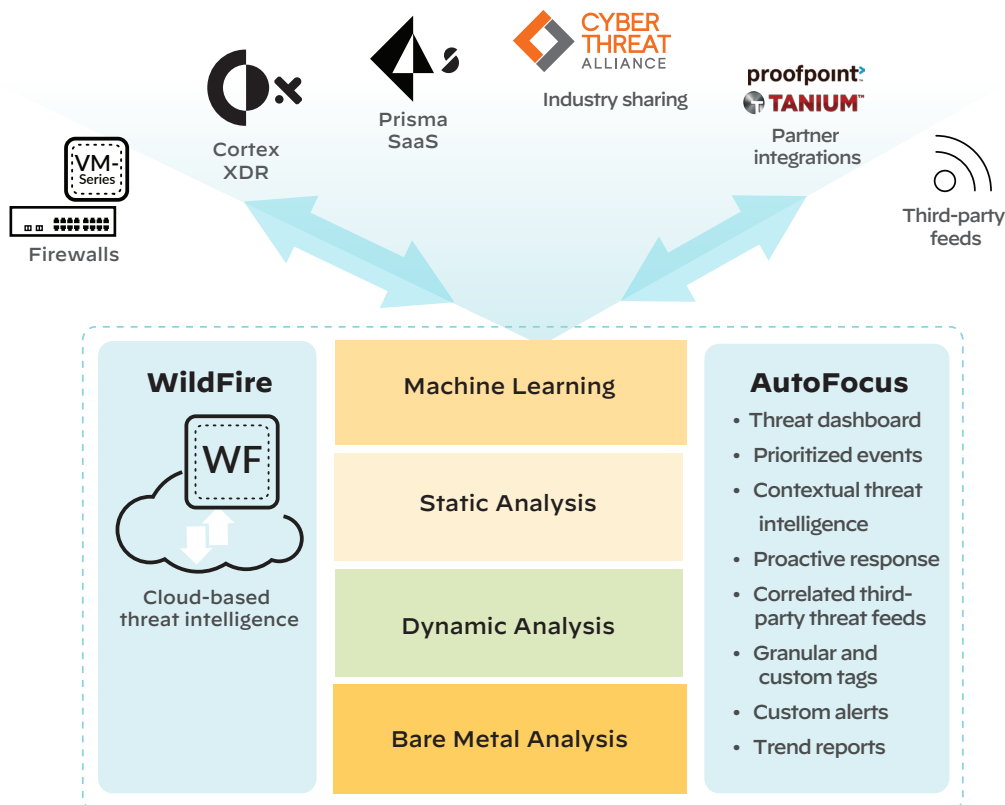 CYBER
THREAT
ALLIANCE
Industry sharing
proofpoint
TANIUM™
Partner
integrations
Prisma
SaaS
Cortex
XDR
VM-
Series
Firewalls
Third-party
feeds
WildFire
WF
Cloud-based
threat intelligence
Machine Learning
Static Analysis
Dynamic Analysis
Bare Metal Analysis
AutoFocus
• Threat dashboard
• Prioritized events
• Contextual threat
intelligence
• Proactive response
• Correlated third-
party threat feeds
• Granular and
custom tags
• Custom alerts
• Trend reports